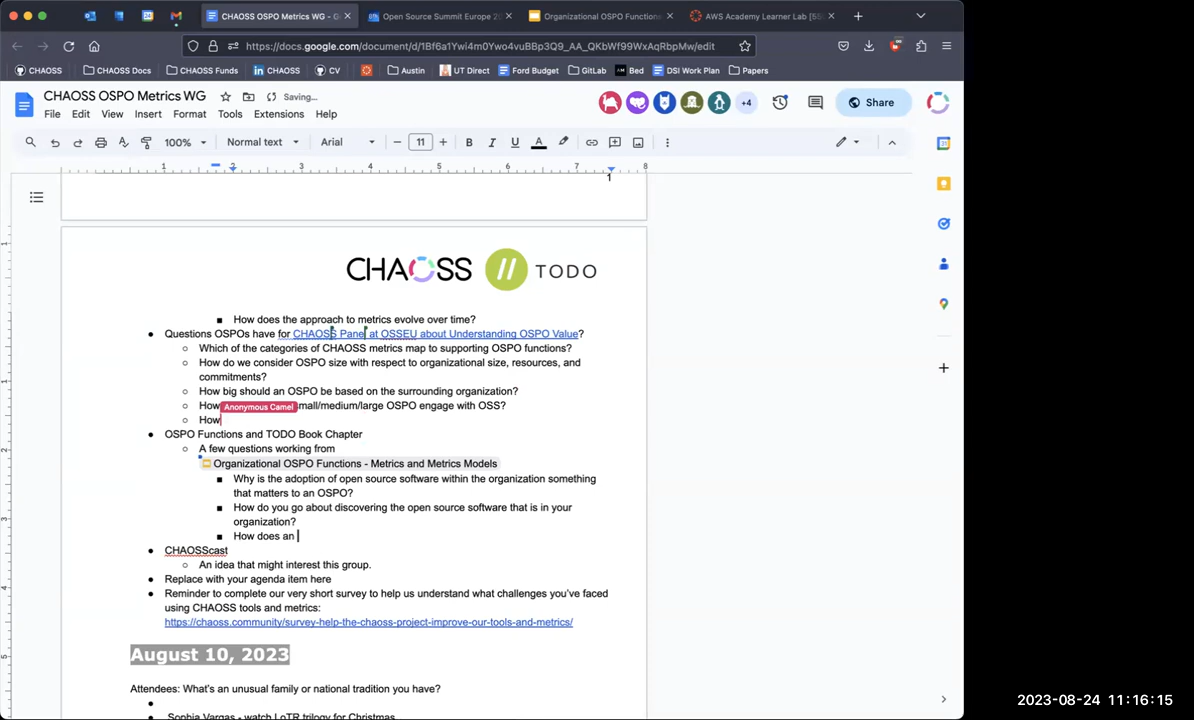 CHAOSS OSPO Metrics WG - G
Open Source Summit Europe 20
Organizational OSPO Function
AWS Academy Learner Lab [55
https://docs.google.com/document/d/1Bf6a1Ywi4m0Ywo4vuBBp3Q9_AA_QKbWf99WxAqRbpMw/edit
CHAOSS
CHAOSS Docs
CHAOSS Funds
CHAOSS
CV
Austin
UT Direct
Ford Budget
GitLab
Bed
DSI Work Plan
Papers
CHAOSS OSPO Metrics WG
Saving...
+4
Share
File Edit View Insert Format Tools Extensions Help
100% Normal text Arial 11
1 2 3 4 5 6 7 8
1
CHAOSS // TODO
How does the approach to metrics evolve over time?
Questions OSPOs have for CHAOSS Panel at OSSEU about Understanding OSPO Value?
Which of the categories of CHAOSS metrics map to supporting OSPO functions?
How do we consider OSPO size with respect to organizational size, resources, and
commitments?
How big should an OSPO be based on the surrounding organization?
How Anonymous Camel small/medium/large OSPO engage with OSS?
How
OSPO Functions and TODO Book Chapter
A few questions working from
Organizational OSPO Functions - Metrics and Metrics Models
Why is the adoption of open source software within the organization something
that matters to an OSPO?
How do you go about discovering the open source software that is in your
organization?
How does an
CHAOSScast
An idea that might interest this group.
Replace with your agenda item here
Reminder to complete our very short survey to help us understand what challenges you've faced
using CHAOSS tools and metrics:
https://chaoss.community/survey-help-the-chaoss-project-improve-our-tools-and-metrics/
August 10, 2023
Attendees: What's an unusual family or national tradition you have?
Sophia Vargas - watch LoTR trilogy for Christmas
2023-08-24 11:16:15